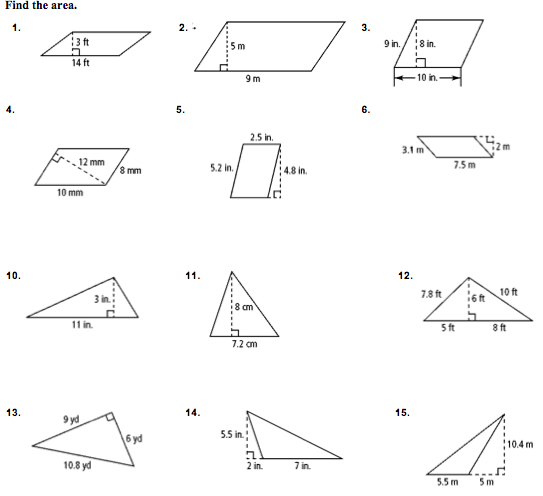 Find the area.
1.
3 ft
14 ft
2.
5 m
9 m
3.
9 in.
8 in.
10 in.
4.
12 mm
8 mm
10 mm
5.
2.5 in.
5.2 in.
4.8 in.
6.
3.1 m
2 m
7.5 m
10.
3 in.
11 in.
11.
8 cm
7.2 cm
12.
7.8 ft
6 ft
10 ft
5 ft
8 ft
13.
9 yd
6 yd
10.8 yd
14.
5.5 in.
2 in.
7 in.
15.
10.4 m
5.5 m
5 m